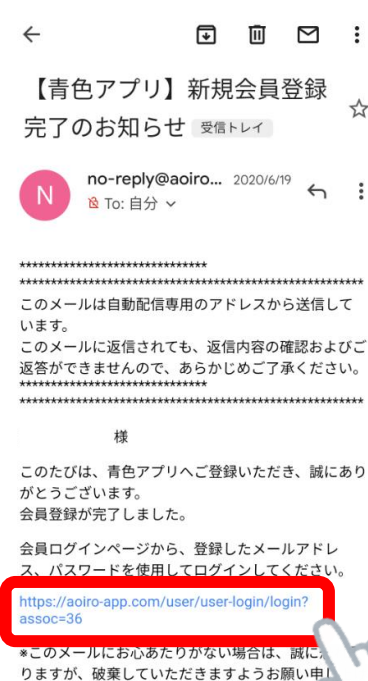 【青色アプリ】新規会員登録
完了のお知らせ 受信トレイ
N
no-reply@aoiro... 2020/6/19
To: 自分
******************************
*******************************************************
このメールは自動配信専用のアドレスから送信して
います。
このメールに返信されても、返信内容の確認およびご
返答ができませんので、あらかじめご了承ください。
******************************
*******************************************************
様
このたびは、青色アプリへご登録いただき、誠にあり
がとうございます。
会員登録が完了しました。
会員ログインページから、登録したメールアドレ
ス、パスワードを使用してログインしてください。
https://aoiro-app.com/user/user-login/login?
assoc=36
*このメールにお心あたりがない場合は、誠に
りますが、破棄していただきますようお願い申し